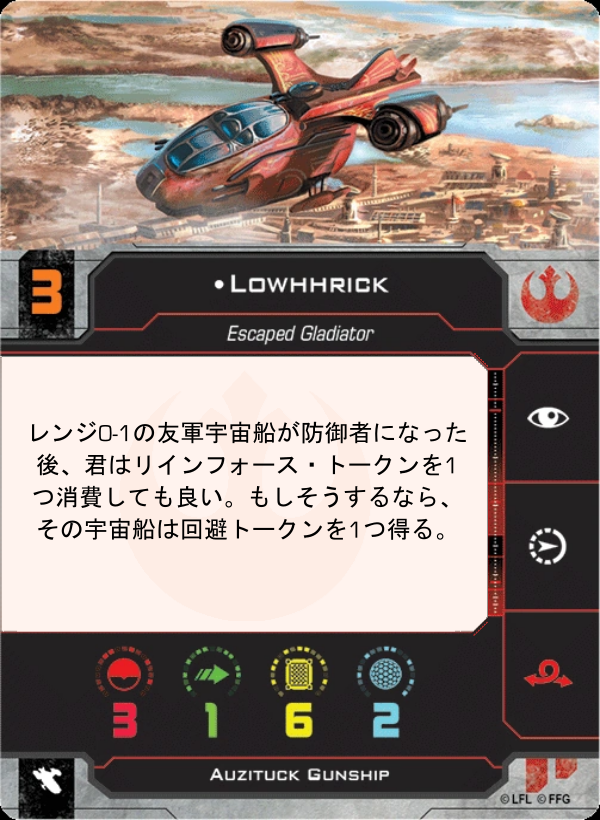 3
•Lowhhrick
Escaped Gladiator
レンジ0-1の友軍宇宙船が防御者になった
後、君はリインフォース・トークンを1
つ消費しても良い。もしそうするなら、
その宇宙船は回避トークンを1つ得る。
3 1 6 2
Auzituck Gunship
©LFL ©FFG